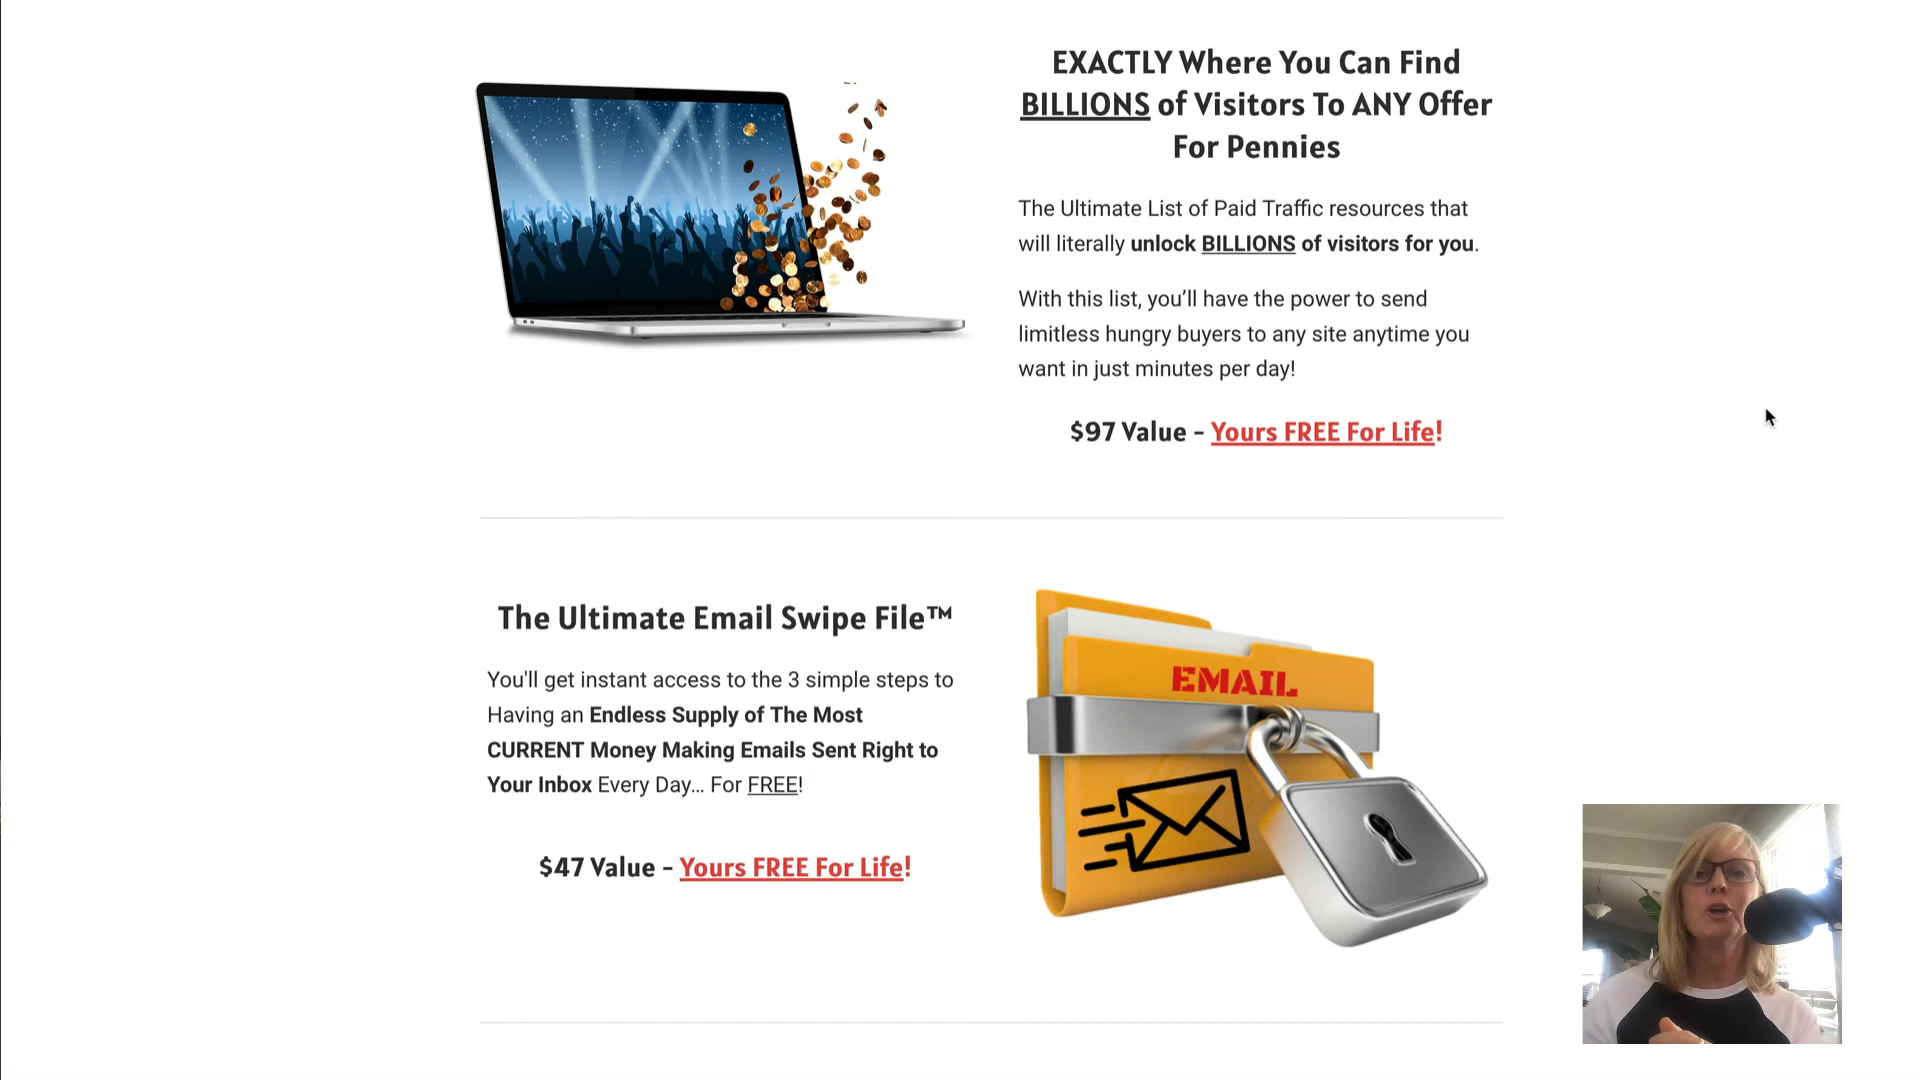 EXACTLY Where You Can Find
BILLIONS of Visitors To ANY Offer
For Pennies
The Ultimate List of Paid Traffic resources that
will literally unlock BILLIONS of visitors for you.
With this list, you’ll have the power to send
limitless hungry buyers to any site anytime you
want in just minutes per day!
$97 Value - Yours FREE For Life!
The Ultimate Email Swipe File™
You'll get instant access to the 3 simple steps to
Having an Endless Supply of The Most
CURRENT Money Making Emails Sent Right to
Your Inbox Every Day... For FREE!
$47 Value - Yours FREE For Life!
EMAIL